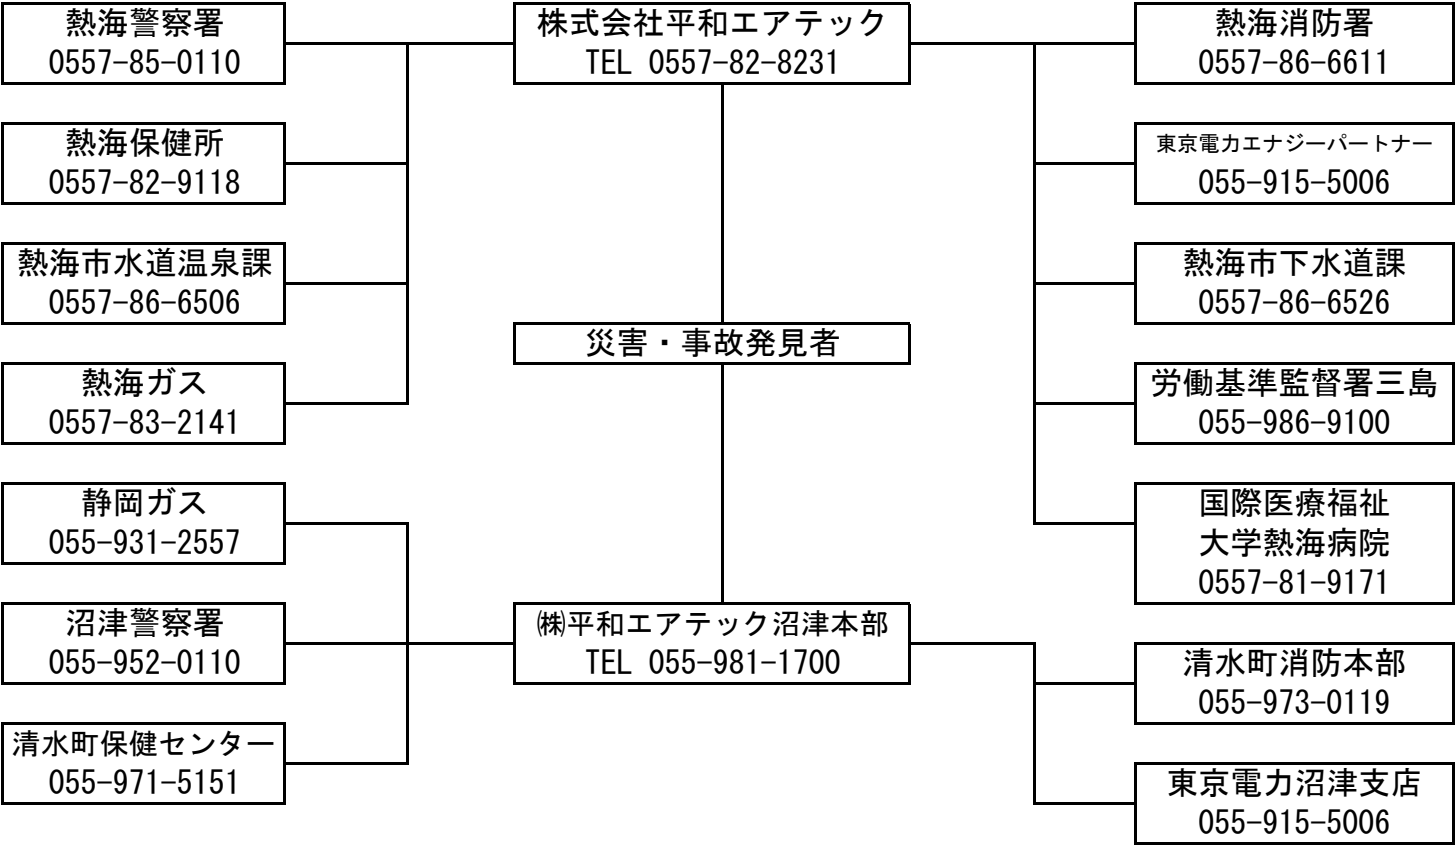 熱海警察署
0557-85-0110
株式会社平和エアテック
TEL 0557-82-8231
熱海消防署
0557-86-6611
熱海保健所
0557-82-9118
東京電力エナジーパートナー
055-915-5006
熱海市水道温泉課
0557-86-6506
熱海市下水道課
0557-86-6526
災害・事故発見者
熱海ガス
0557-83-2141
労働基準監督署三島
055-986-9100
静岡ガス
055-931-2557
国際医療福祉
大学熱海病院
0557-81-9171
沼津警察署
055-952-0110
㈱平和エアテック沼津本部
TEL 055-981-1700
清水町消防本部
055-973-0119
清水町保健センター
055-971-5151
東京電力沼津支店
055-915-5006